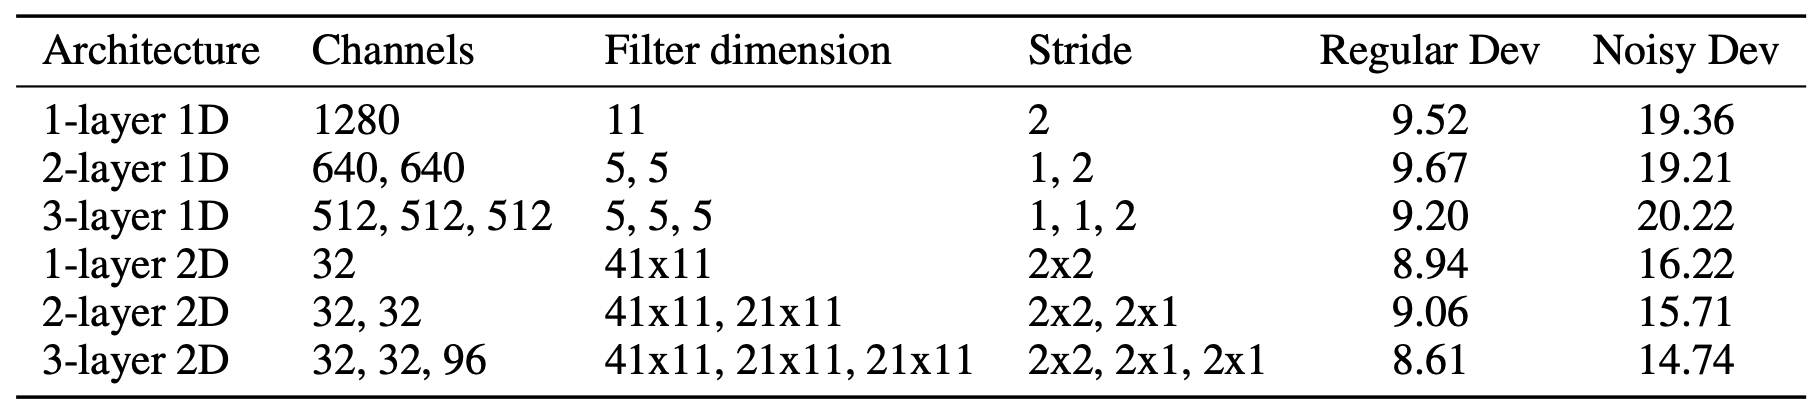 Architecture Channels Filter dimension Stride Regular Dev Noisy Dev
1-layer 1D 1280 11 2 9.52 19.36
2-layer 1D 640, 640 5, 5 1, 2 9.67 19.21
3-layer 1D 512, 512, 512 5, 5, 5 1, 1, 2 9.20 20.22
1-layer 2D 32 41x11 2x2 8.94 16.22
2-layer 2D 32, 32 41x11, 21x11 2x2, 2x1 9.06 15.71
3-layer 2D 32, 32, 96 41x11, 21x11, 21x11 2x2, 2x1, 2x1 8.61 14.74